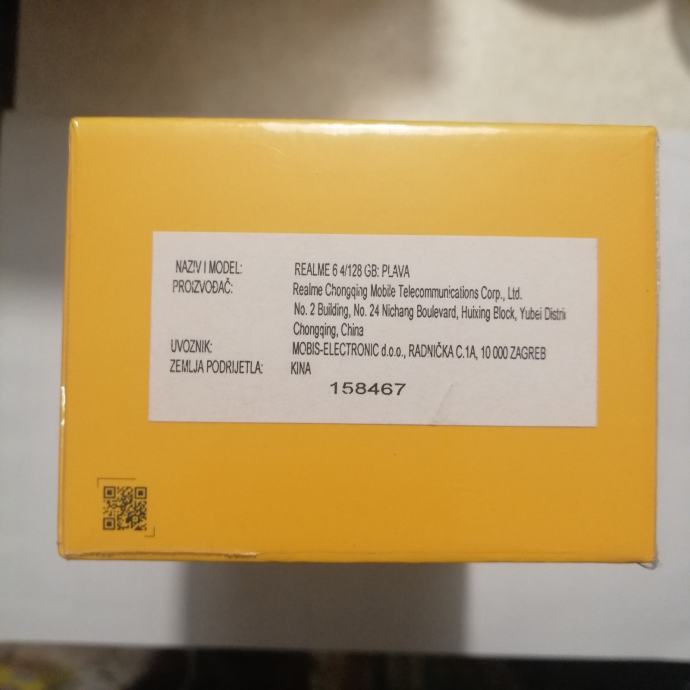 NAZIV I MODEL: REALME 6 4/128 GB: PLAVA
PROIZVOĐAČ: Realme Chongqing Mobile Telecommunications Corp., Ltd.
No. 2 Building, No. 24 Nichang Boulevard, Huixing Block, Yubei Distri
Chongqing, China
UVOZNIK: MOBIS-ELECTRONIC d.o.o., RADNIČKA C.1A, 10 000 ZAGREB
ZEMLJA PODRIJETLA: KINA
158467